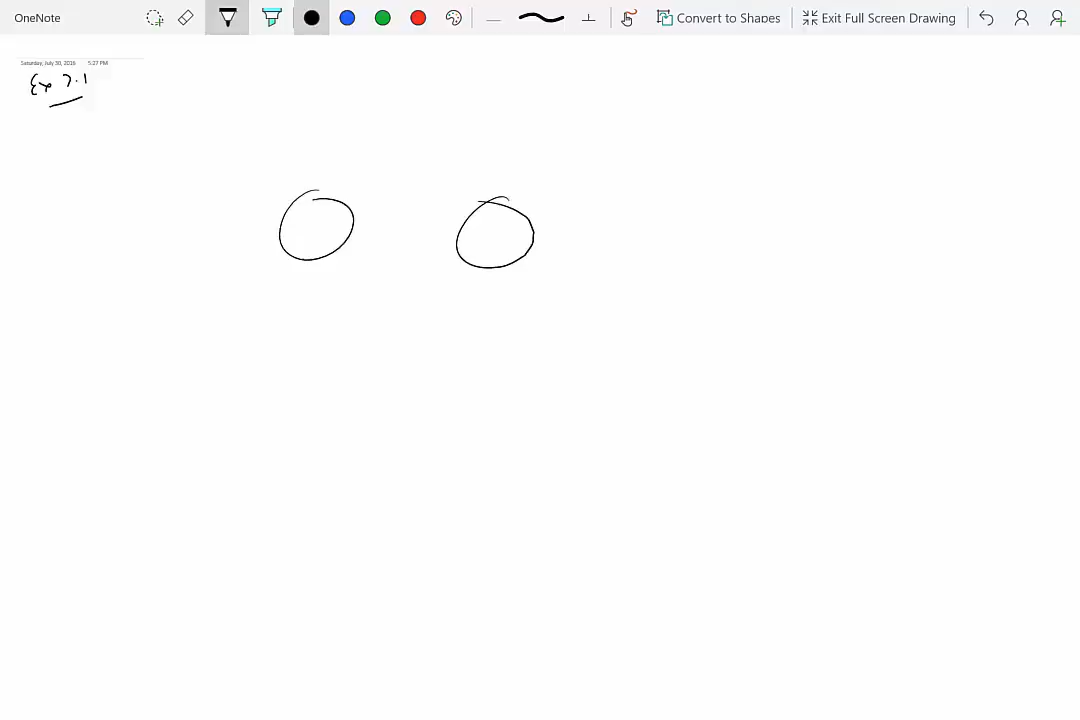 OneNote
Convert to Shapes
Exit Full Screen Drawing
Saturday, July 30, 2016 5:27 PM
Ex 7.1